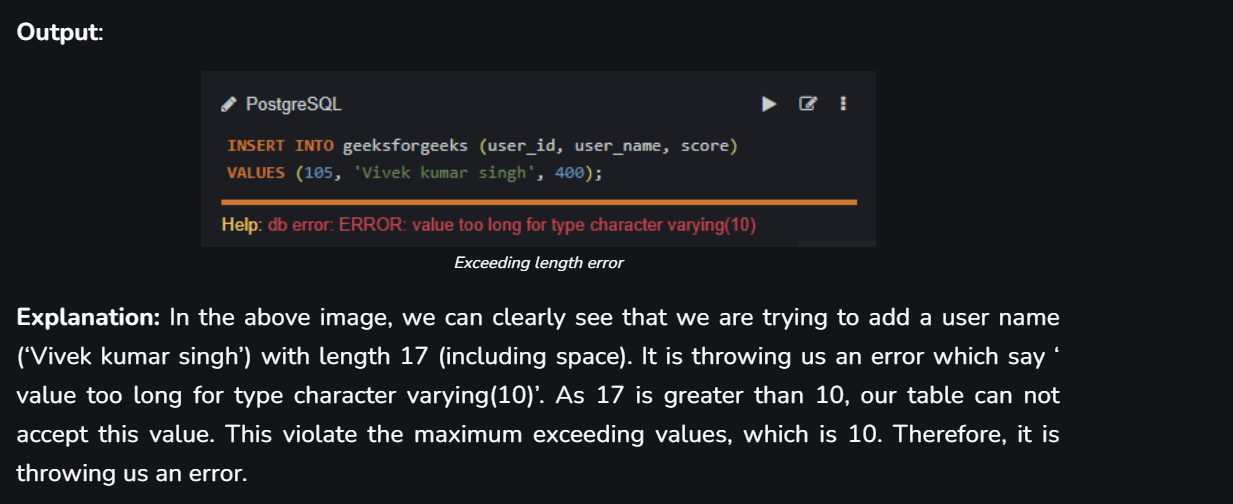 Output:
PostgreSQL
INSERT INTO geeksforgeeks (user_id, user_name, score)
VALUES (105, 'Vivek kumar singh', 400);
Help: db error: ERROR: value too long for type character varying(10)
Exceeding length error
Explanation: In the above image, we can clearly see that we are trying to add a user name
(‘Vivek kumar singh’) with length 17 (including space). It is throwing us an error which say ‘
value too long for type character varying(10)’. As 17 is greater than 10, our table can not
accept this value. This violate the maximum exceeding values, which is 10. Therefore, it is
throwing us an error.